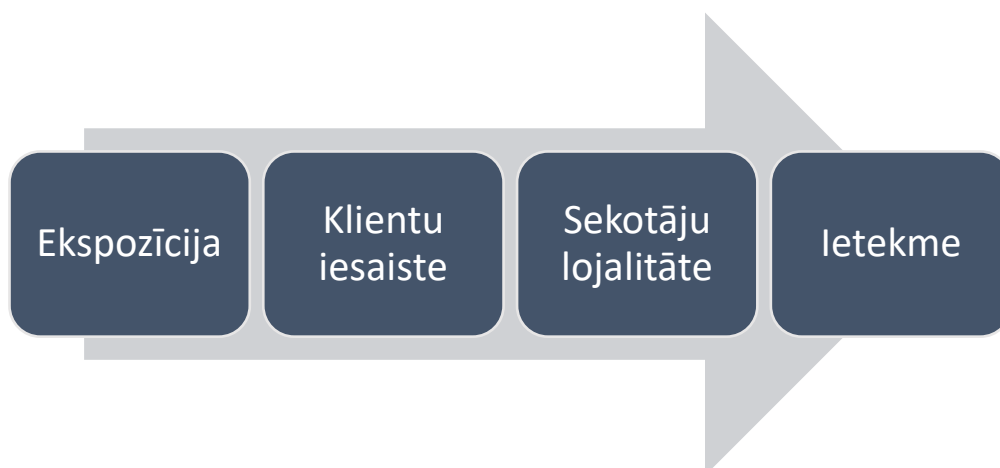 Ekspozīcija
Klientu
iesaiste
Sekotāju
lojalitāte
Ietekme